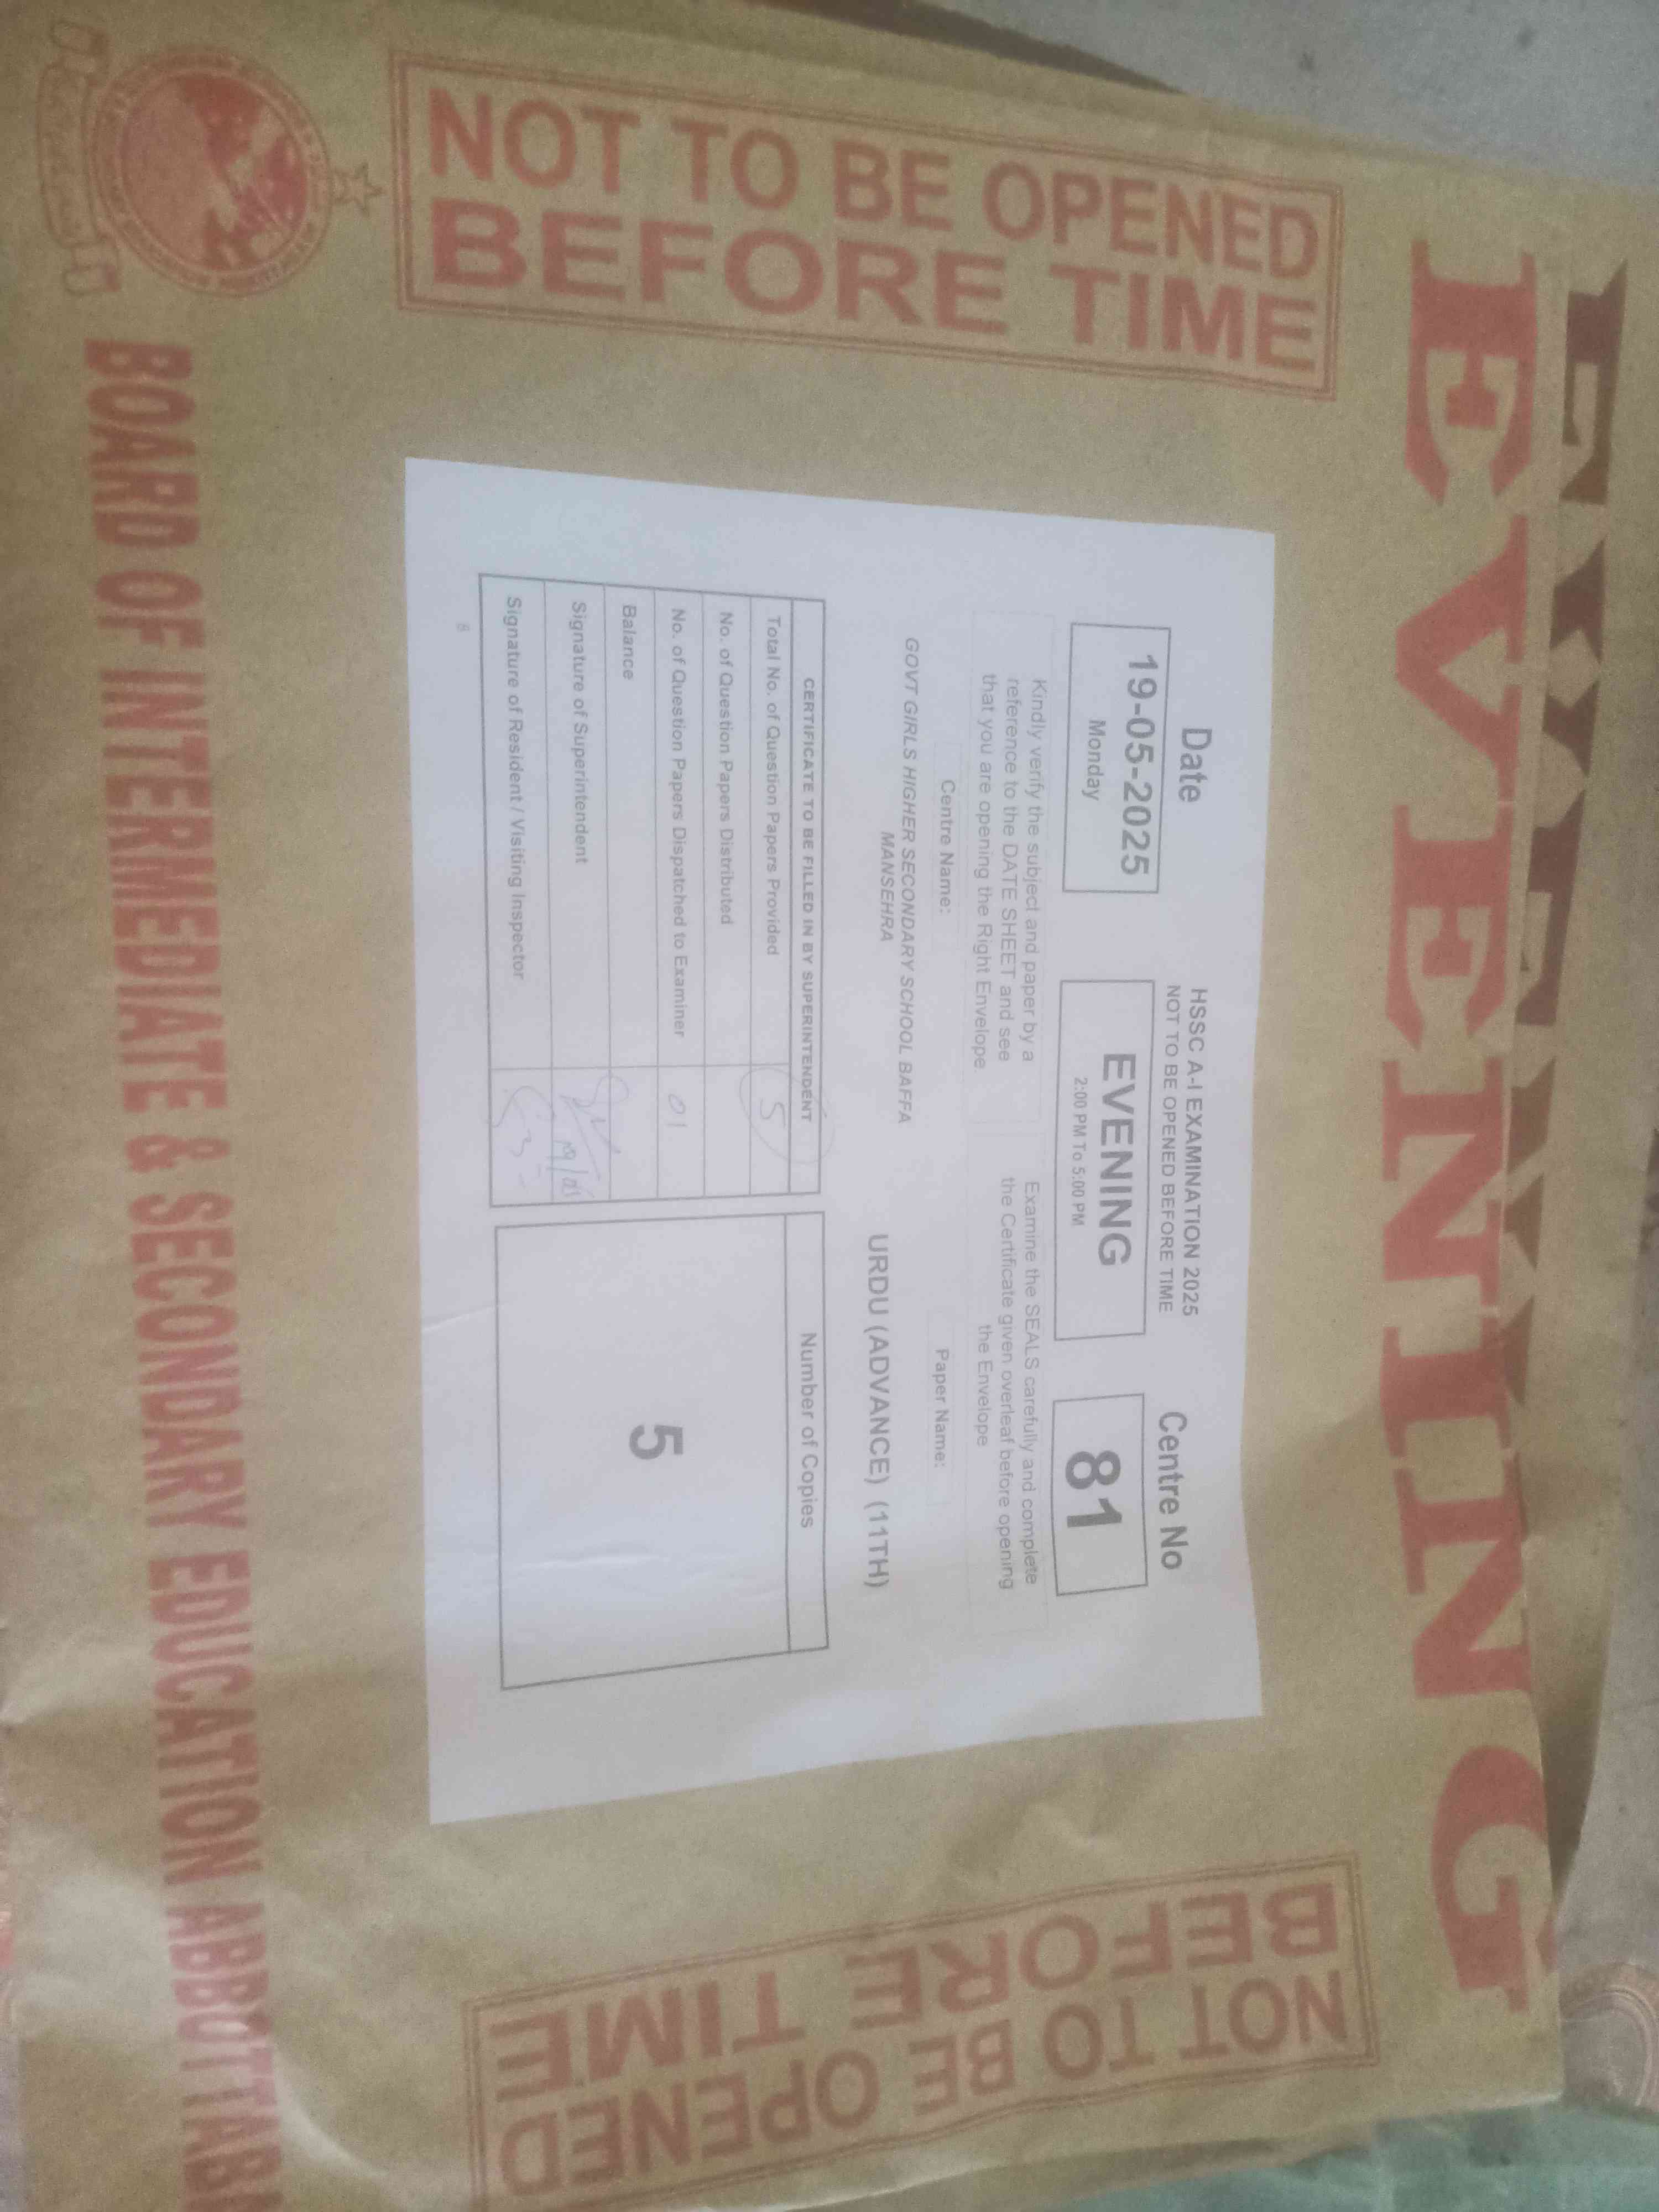 EVENING
NOT TO BE OPENED
BEFORE TIME
Date
19-05-2025
Monday
HSSC A-I EXAMINATION 2025
NOT TO BE OPENED BEFORE TIME
EVENING
2:00 PM To 5:00 PM
Centre No
81
Kindly verify the subject and paper by a
reference to the DATE SHEET and see
that you are opening the Right Envelope
Examine the SEALS carefully and complete
the Certificate given overleaf before opening
the Envelope
Centre Name:
GOVT GIRLS HIGHER SECONDARY SCHOOL BAFFA
MANSEHRA
Paper Name:
URDU (ADVANCE) (11TH)
CERTIFICATE TO BE FILLED IN BY SUPERINTENDENT
Total No. of Question Papers Provided 5
No. of Question Papers Distributed
No. of Question Papers Dispatched to Examiner 01
Balance
Signature of Superintendent
Signature of Resident / Visiting Inspector
Number of Copies
5
8
NOT TO BE OPENED
BEFORE TIME
BOARD OF INTERMEDIATE & SECONDARY EDUCATION ABBOTTAB